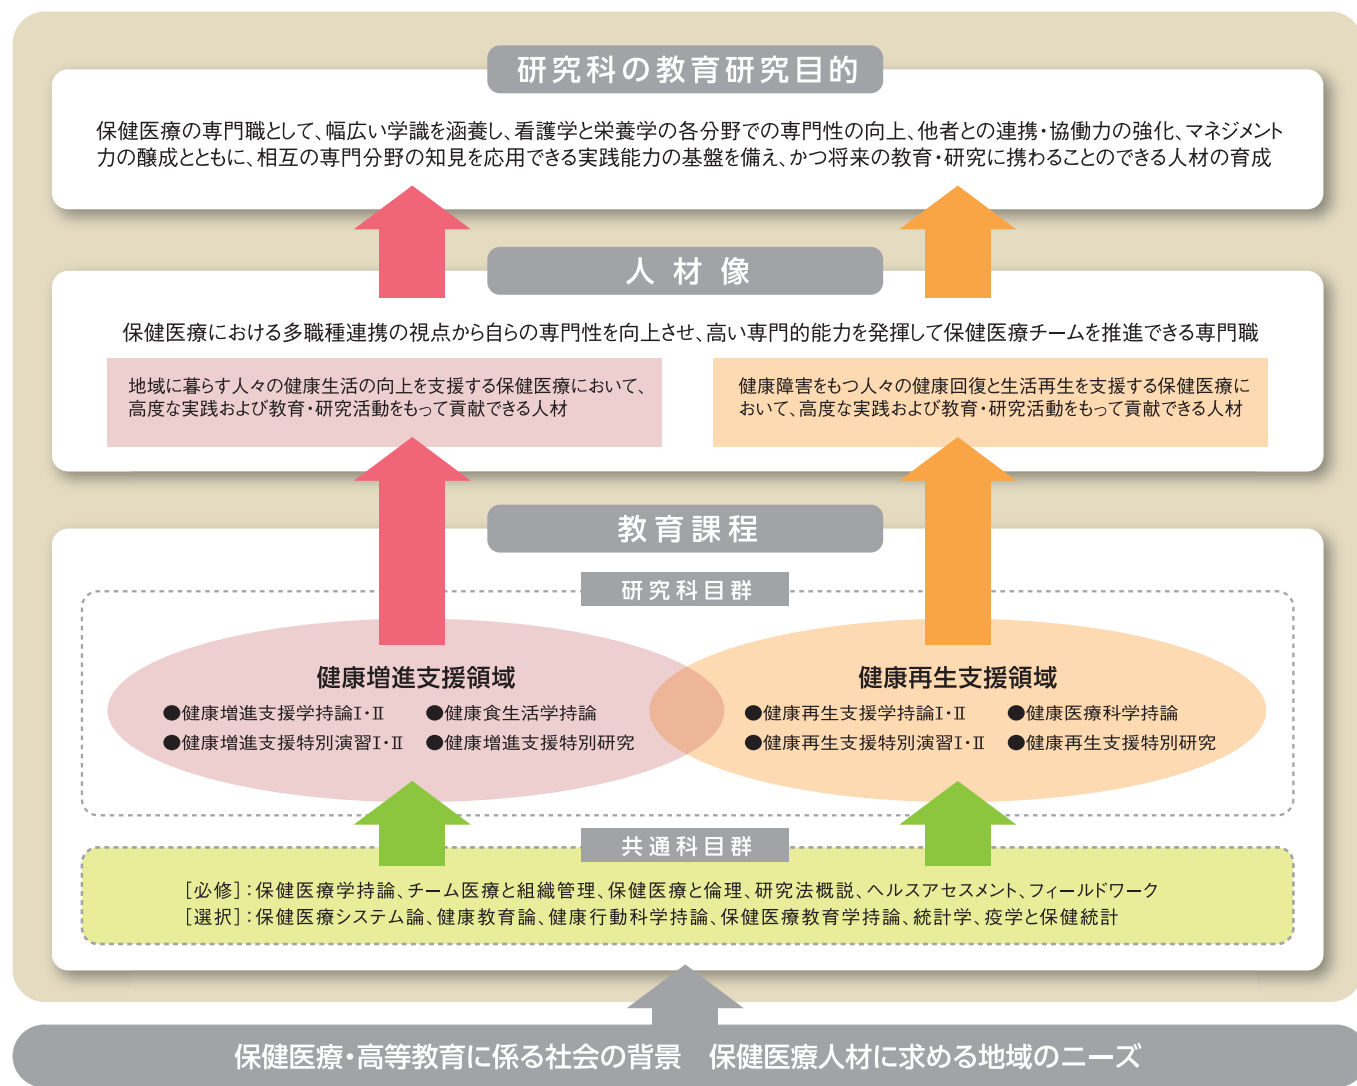 研究科の教育研究目的
保健医療の専門職として、幅広い学識を涵養し、看護学と栄養学の各分野での専門性の向上、他者との連携・協働力の強化、マネジメント
力の醸成とともに、相互の専門分野の知見を応用できる実践能力の基盤を備え、かつ将来の教育・研究に携わることのできる人材の育成
人材像
保健医療における多職種連携の視点から自らの専門性を向上させ、高い専門的能力を発揮して保健医療チームを推進できる専門職
地域に暮らす人々の健康生活の向上を支援する保健医療において、
高度な実践および教育・研究活動をもって貢献できる人材
健康障害をもつ人々の健康回復と生活再生を支援する保健医療に
おいて、高度な実践および教育・研究活動をもって貢献できる人材
教育課程
研究科目群
健康増進支援領域
●健康増進支援学持論Ⅰ・Ⅱ ●健康食生活学持論
●健康増進支援特別演習Ⅰ・Ⅱ ●健康増進支援特別研究
健康再生支援領域
●健康再生支援学持論Ⅰ・Ⅱ ●健康医療科学持論
●健康再生支援特別演習Ⅰ・Ⅱ ●健康再生支援特別研究
共通科目群
［必修］：保健医療学持論、チーム医療と組織管理、保健医療と倫理、研究法概説、ヘルスアセスメント、フィールドワーク
［選択］：保健医療システム論、健康教育論、健康行動科学持論、保健医療教育学持論、統計学、疫学と保健統計
保健医療・高等教育に係る社会の背景　保健医療人材に求める地域のニーズ